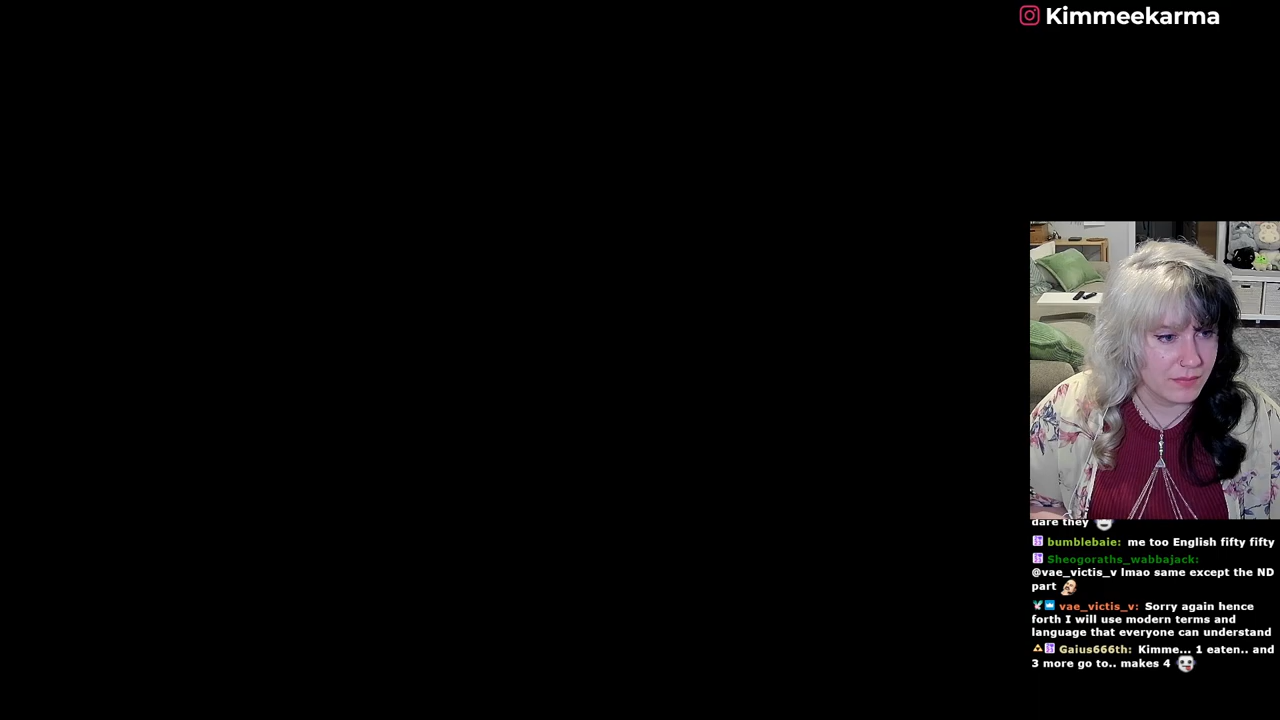 Kimmeekarma
dare they
bumblebaie: me too English fifty fifty
Sheogoraths_wabbajack:
@vae_victis_v lmao same except the ND
part
vae_victis_v: Sorry again hence
forth I will use modern terms and
language that everyone can understand
Gaius666th: Kimme... 1 eaten.. and
3 more go to.. makes 4